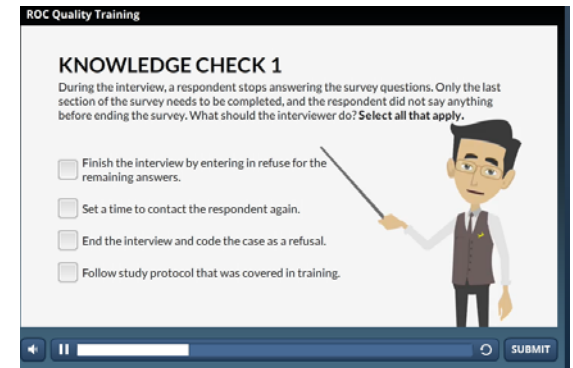 ROC Quality Training
KNOWLEDGE CHECK 1
During the interview, a respondent stops answering the survey questions. Only the last
section of the survey needs to be completed, and the respondent did not say anything
before ending the survey. What should the interviewer do? Select all that apply.
Finish the interview by entering in refuse for the
remaining answers.
Set a time to contact the respondent again.
End the interview and code the case as a refusal.
Follow study protocol that was covered in training.
SUBMIT